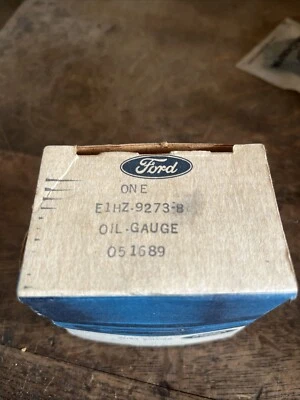 Ford
ONE
E1HZ-9273-B
OIL-GAUGE
051689